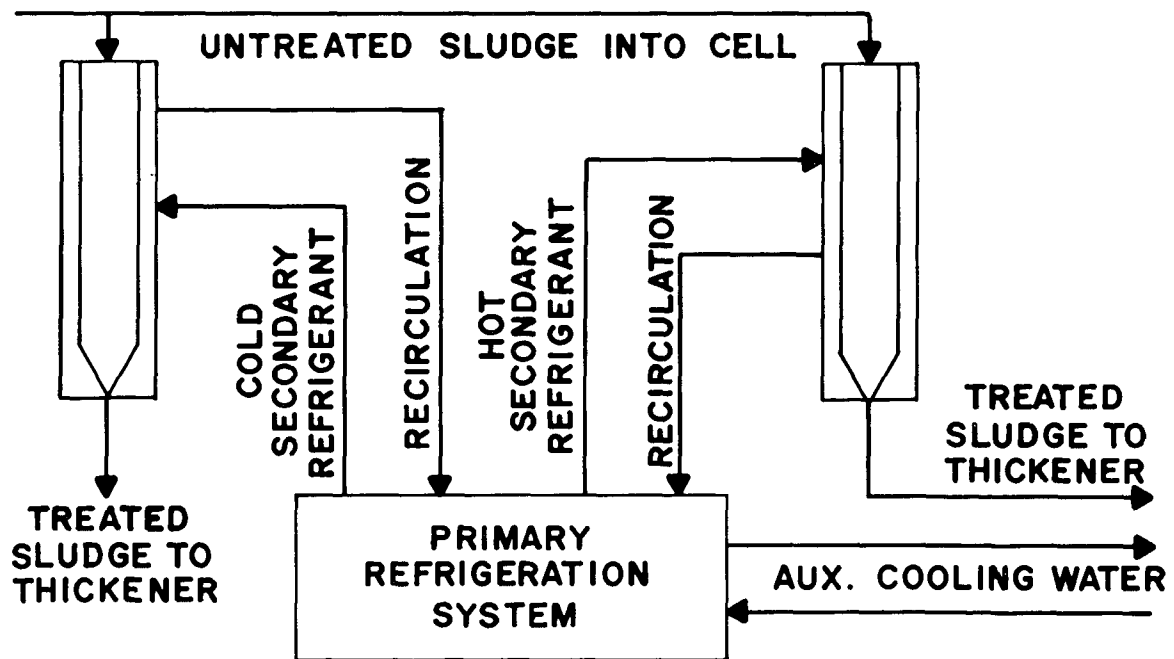 UNTREATED SLUDGE INTO CELL
COLD
SECONDARY
REFRIGERANT
RECIRCULATION
HOT
SECONDARY
REFRIGERANT
RECIRCULATION
TREATED
SLUDGE TO
THICKENER
TREATED
SLUDGE TO
THICKENER
PRIMARY
REFRIGERATION
SYSTEM
AUX. COOLING WATER